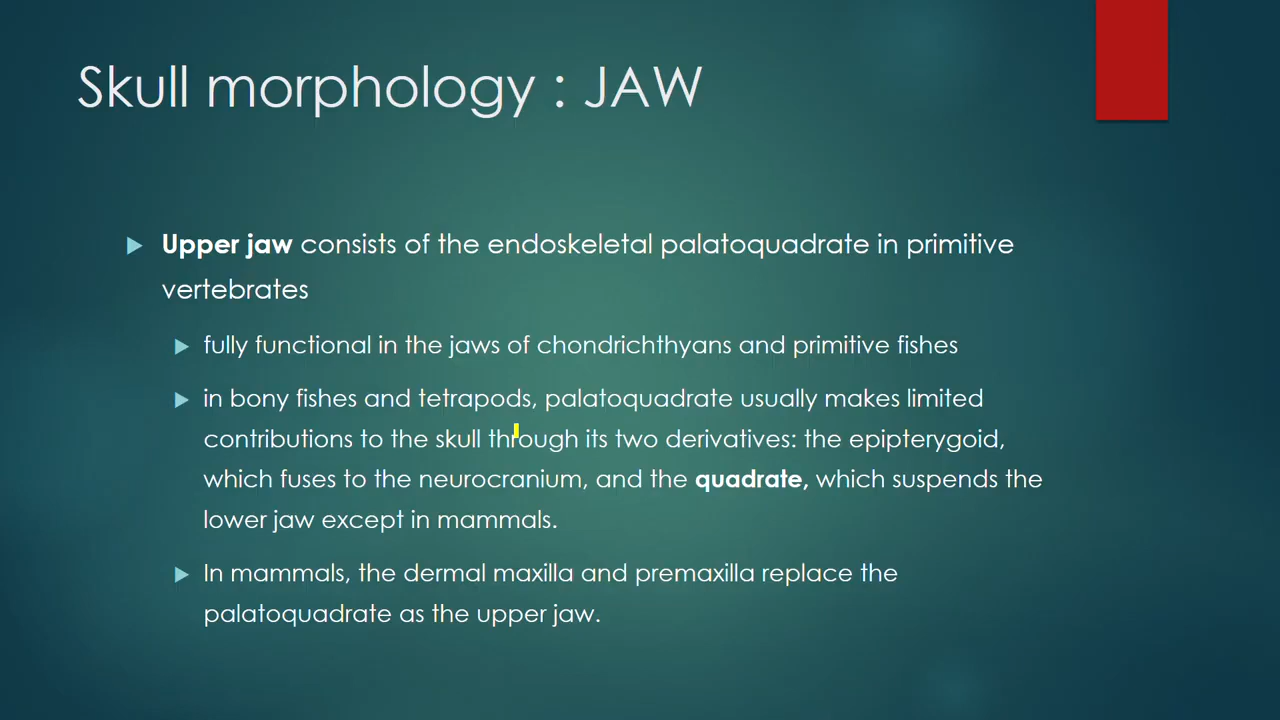 Skull morphology : JAW
Upper jaw consists of the endoskeletal palatoquadrate in primitive
vertebrates
fully functional in the jaws of chondrichthyans and primitive fishes
in bony fishes and tetrapods, palatoquadrate usually makes limited
contributions to the skull through its two derivatives: the epipterygoid,
which fuses to the neurocranium, and the quadrate, which suspends the
lower jaw except in mammals.
In mammals, the dermal maxilla and premaxilla replace the
palatoquadrate as the upper jaw.